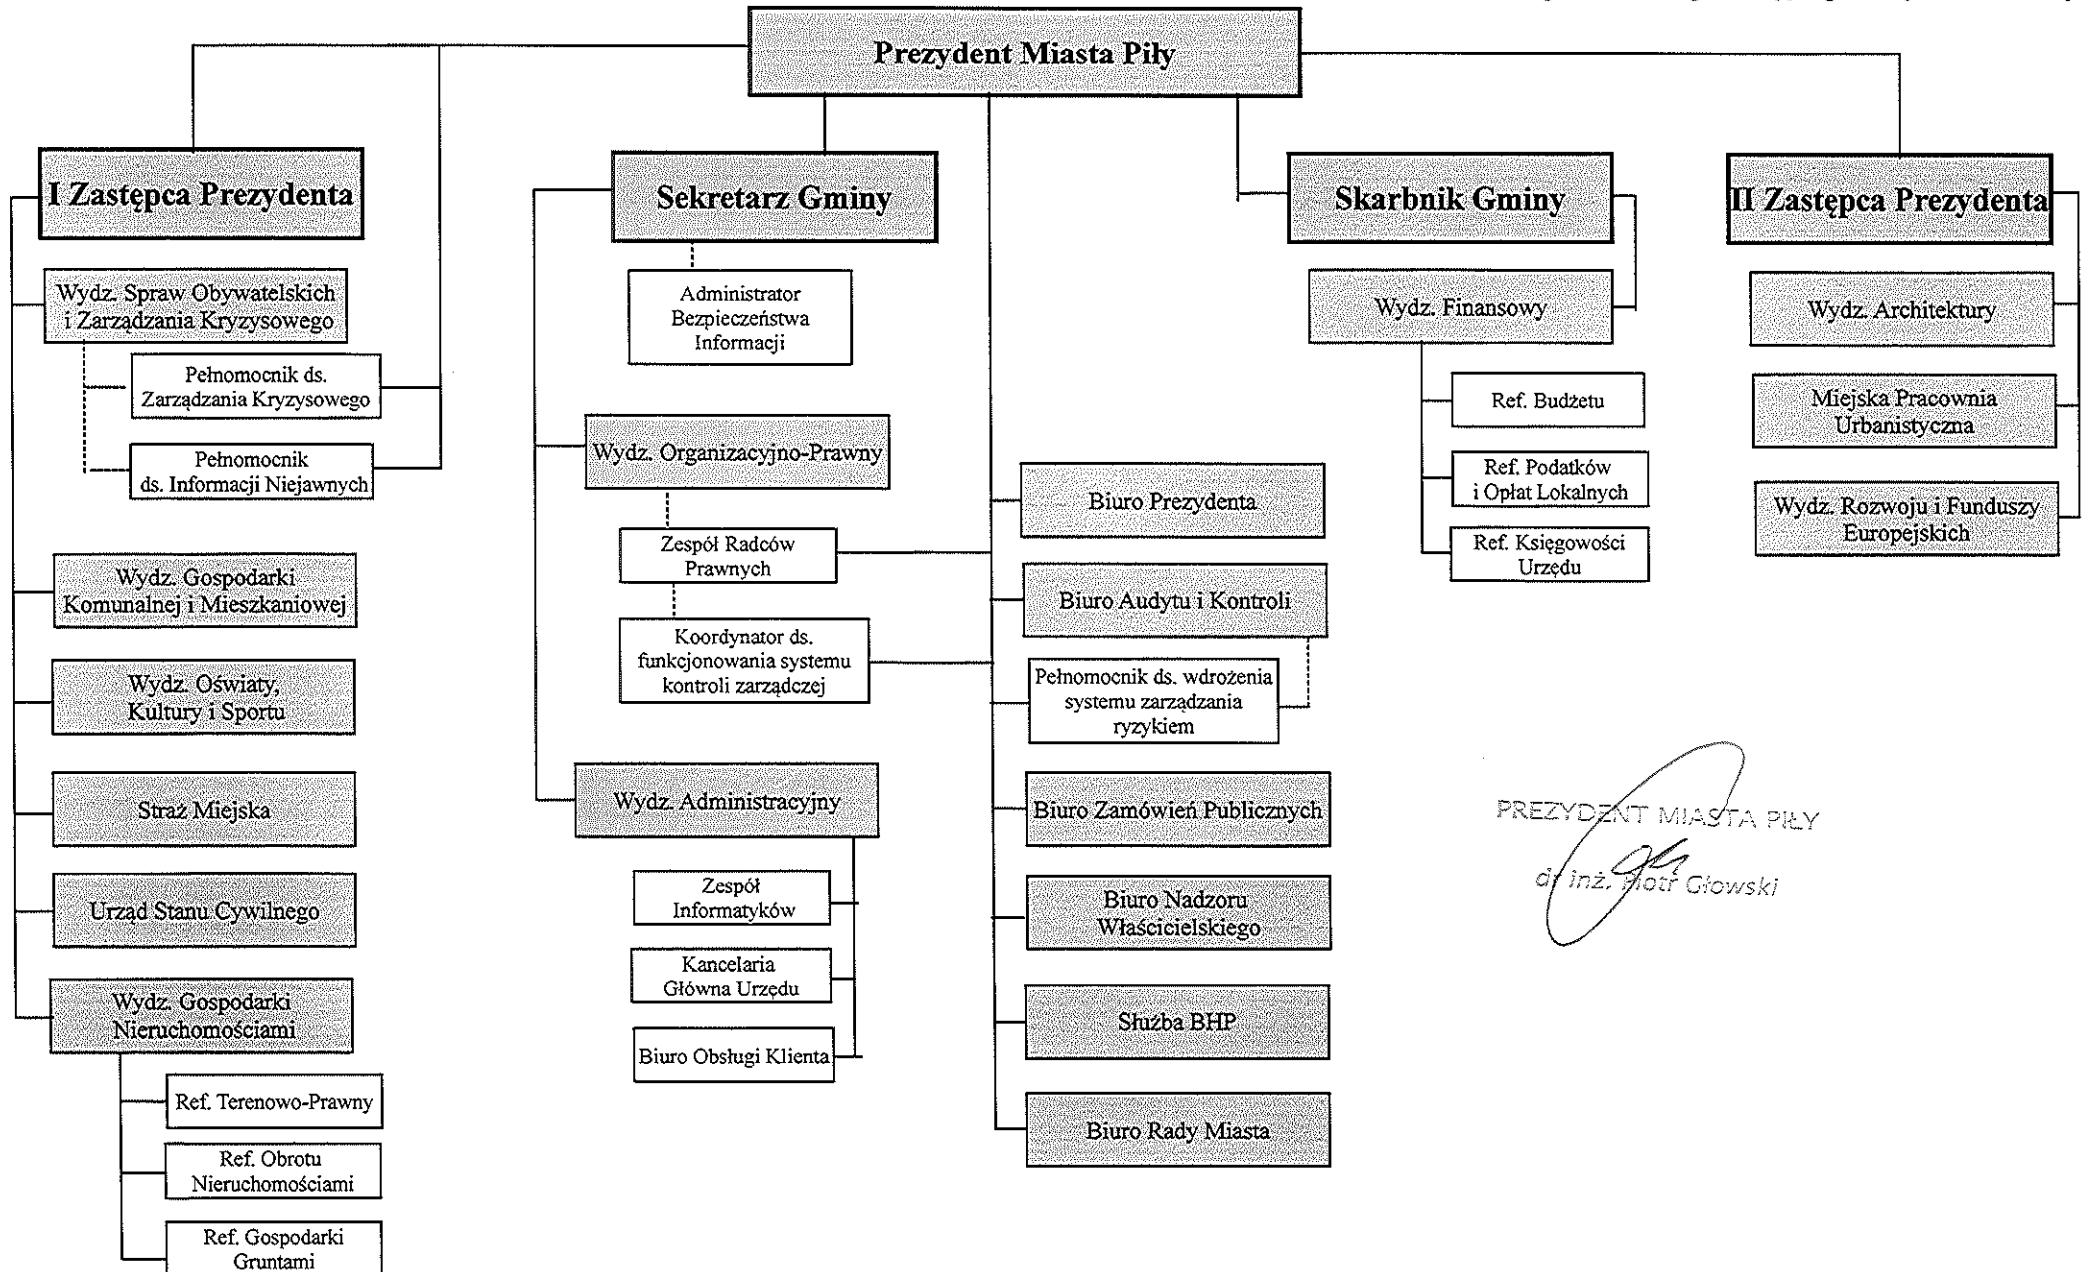 Prezydent Miasta Piły
I Zastępca Prezydenta
Sekretarz Gminy
Skarbnik Gminy
II Zastępca Prezydenta
Wydz. Spraw Obywatelskich
i Zarządzania Kryzysowego
Pełnomocnik ds.
Zarządzania Kryzysowego
Pełnomocnik
ds. Informacji Niejawnych
Wydz. Gospodarki
Komunalnej i Mieszkaniowej
Wydz. Oświaty,
Kultury i Sportu
Straż Miejska
Urząd Stanu Cywilnego
Wydz. Gospodarki
Nieruchomościami
Ref. Terenowo-Prawny
Ref. Obrotu
Nieruchomościami
Ref. Gospodarki
Gruntami
Administrator
Bezpieczeństwa
Informacji
Wydz. Organizacyjno-Prawny
Zespół Radców
Prawnych
Koordynator ds.
funkcjonowania systemu
kontroli zarządczej
Wydz. Administracyjny
Zespół
Informatyków
Kancelaria
Główna Urzędu
Biuro Obsługi Klienta
Biuro Prezydenta
Biuro Audytu i Kontroli
Pełnomocnik ds. wdrożenia
systemu zarządzania
ryzykiem
Biuro Zamówień Publicznych
Biuro Nadzoru
Właścicielskiego
Służba BHP
Biuro Rady Miasta
Wydz. Finansowy
Ref. Budżetu
Ref. Podatków
i Opłat Lokalnych
Ref. Księgowości
Urzędu
Wydz. Architektury
Miejska Pracownia
Urbanistyczna
Wydz. Rozwoju i Funduszy
Europejskich
PREZYDENT MIASTA PIŁY
dr inż. Piotr Głowski